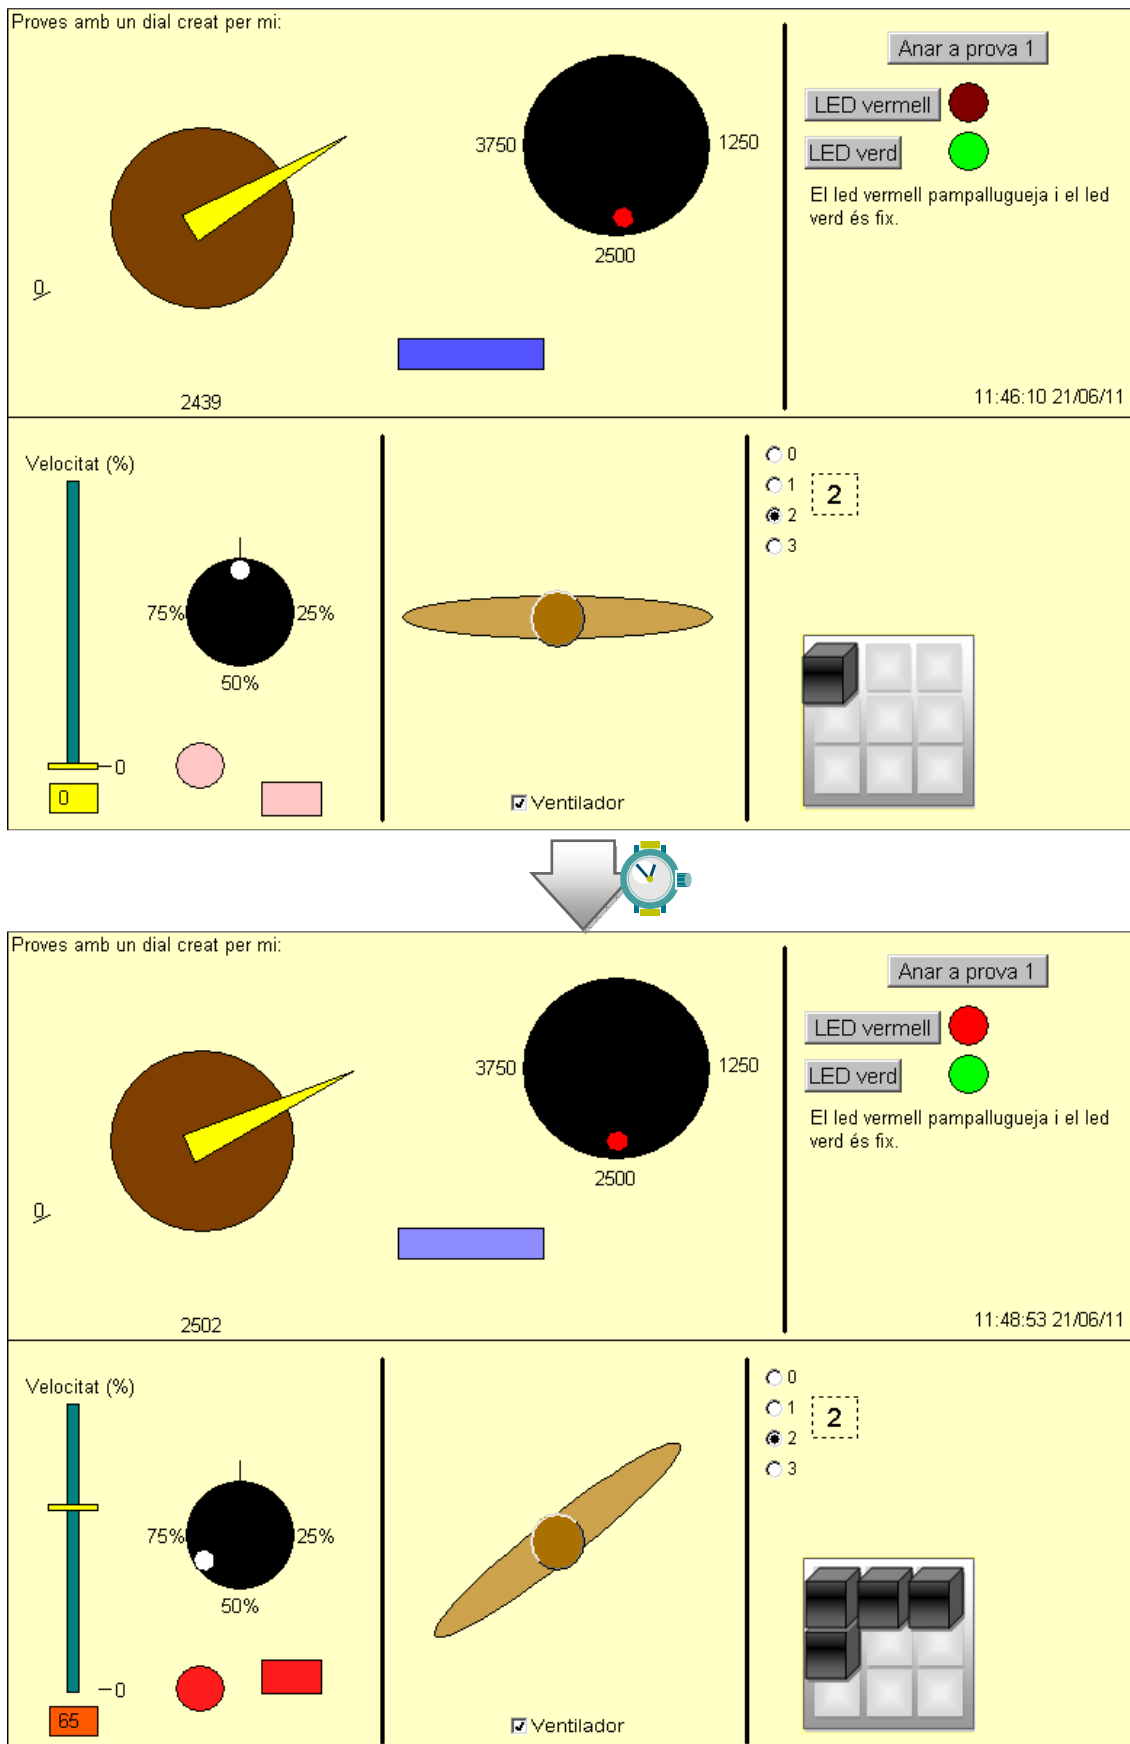 Proves amb un dial creat per mi:
Anar a prova 1
LED vermell
3750
1250
LED verd
El led vermell pampallugueja i el led
verd és fix.
2500
0
2439
11:46:10 21/06/11
Velocitat (%)
0
1
2
2
3
75%
25%
50%
0
0
Ventilador
Proves amb un dial creat per mi:
Anar a prova 1
LED vermell
3750
1250
LED verd
El led vermell pampallugueja i el led
verd és fix.
2500
0
2502
11:48:53 21/06/11
Velocitat (%)
0
1
2
2
3
75%
25%
50%
0
65
Ventilador